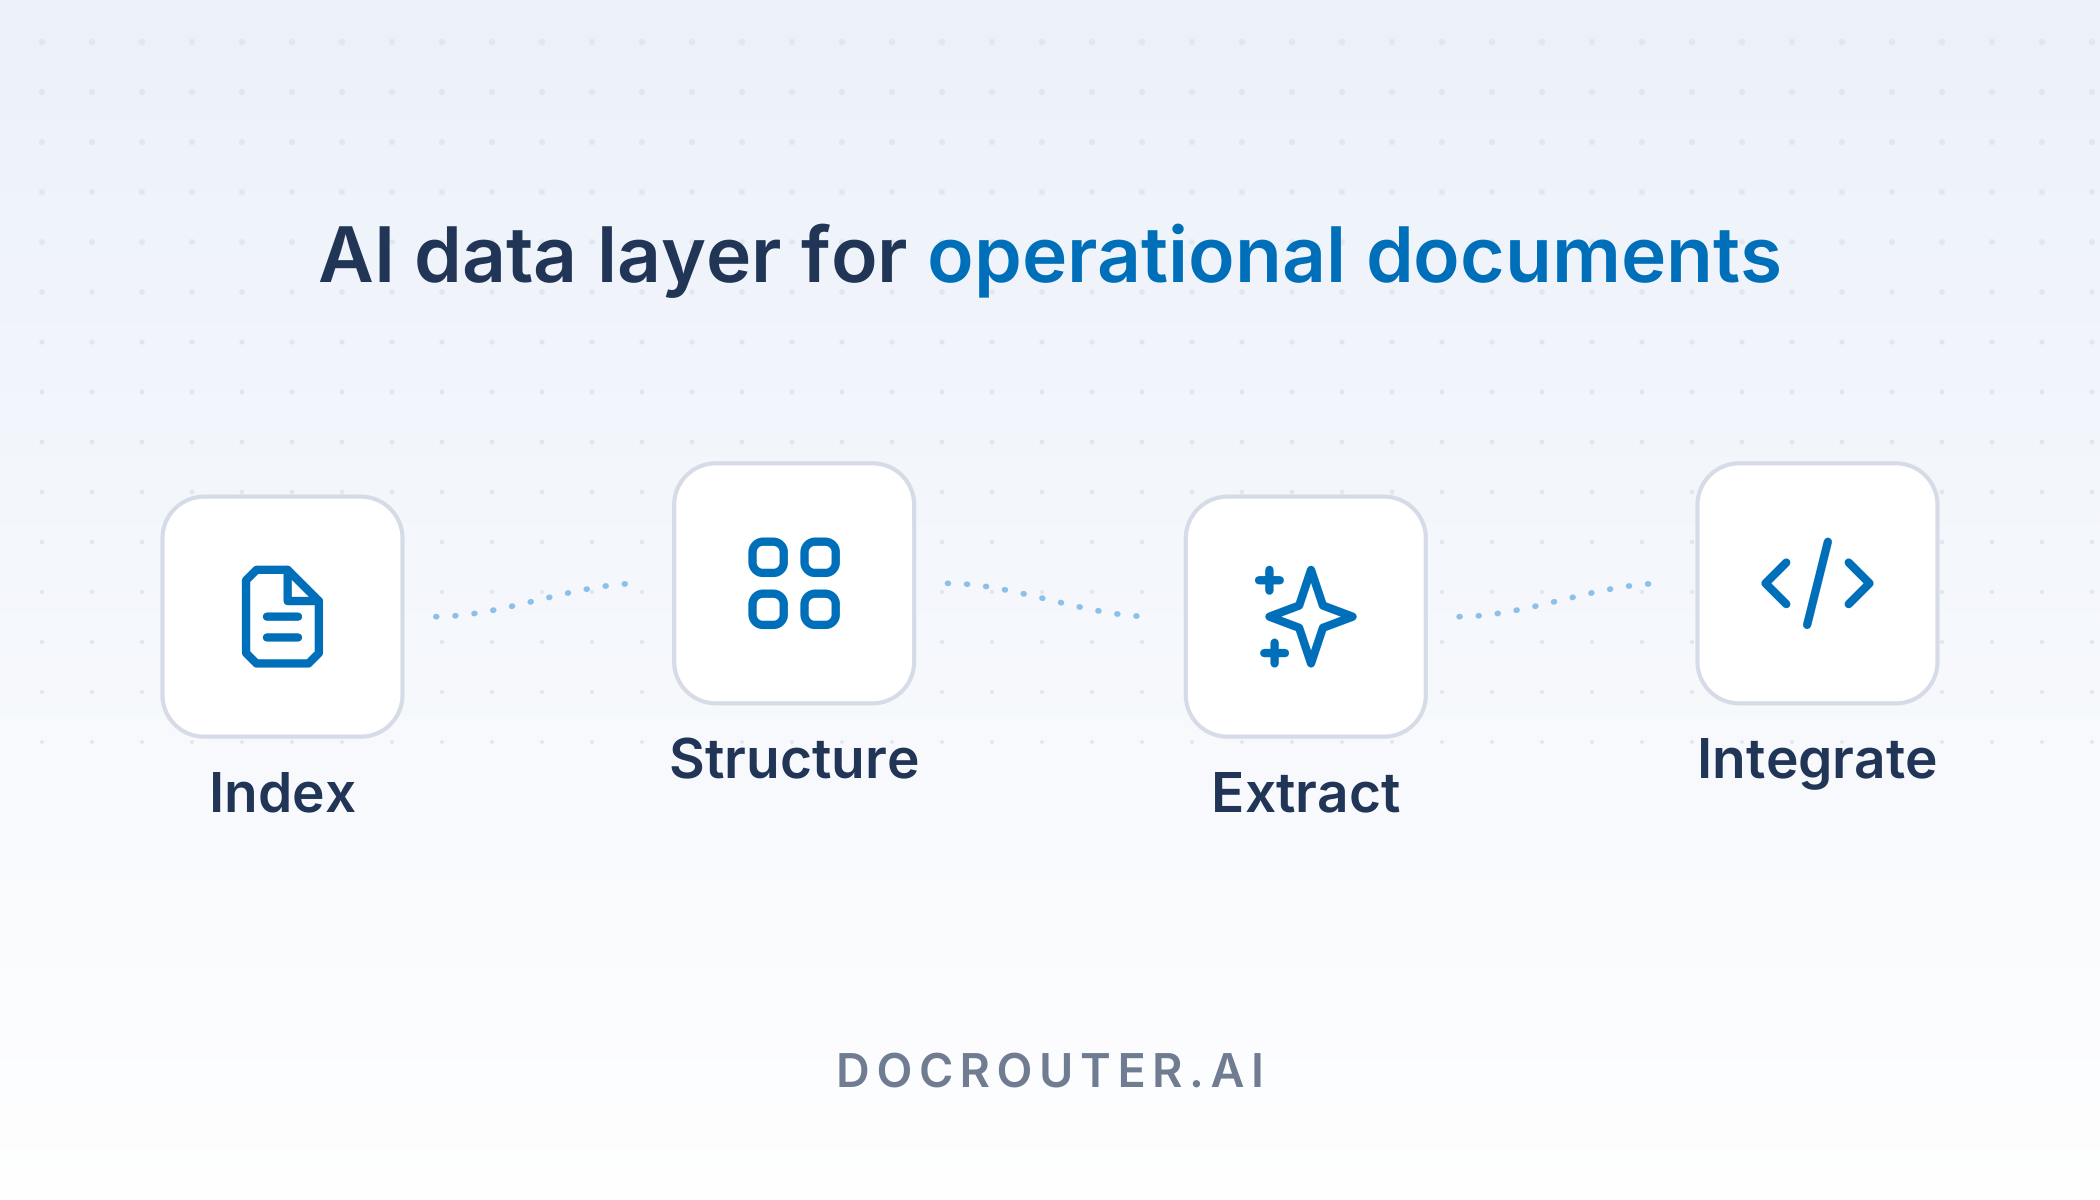 AI data layer for operational documents
Index
Structure
Extract
Integrate
DOCROUTER.AI